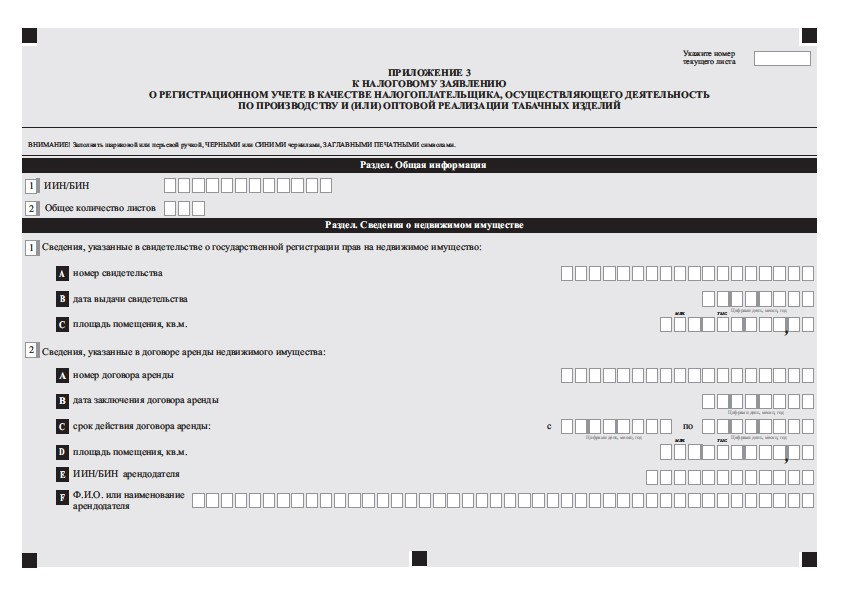 Укажите номер
текущего листа
ПРИЛОЖЕНИЕ 3
К НАЛОГОВОМУ ЗАЯВЛЕНИЮ
О РЕГИСТРАЦИОННОМ УЧЕТЕ В КАЧЕСТВЕ НАЛОГОПЛАТЕЛЬЩИКА, ОСУЩЕСТВЛЯЮЩЕГО ДЕЯТЕЛЬНОСТЬ
ПО ПРОИЗВОДСТВУ И (ИЛИ) ОПТОВОЙ РЕАЛИЗАЦИИ ТАБАЧНЫХ ИЗДЕЛИЙ
ВНИМАНИЕ! Заполнять шариковой или перьевой ручкой, ЧЕРНЫМИ или СИНИМИ чернилами, ЗАГЛАВНЫМИ ПЕЧАТНЫМИ символами.
Раздел. Общая информация
1 ИИН/БИН
2 Общее количество листов
Раздел. Сведения о недвижимом имуществе
1 Сведения, указанные в свидетельстве о государственной регистрации прав на недвижимое имущество:
A номер свидетельства
B дата выдачи свидетельства
Цифрами день, месяц, год
млн тыс
C площадь помещения, кв.м. ,
2 Сведения, указанные в договоре аренды недвижимого имущества:
A номер договора аренды
B дата заключения договора аренды
Цифрами день, месяц, год
C срок действия договора аренды: с по
Цифрами день, месяц, год Цифрами день, месяц, год
млн тыс
D площадь помещения, кв.м. ,
E ИИН/БИН арендодателя
F Ф.И.О. или наименование
арендодателя